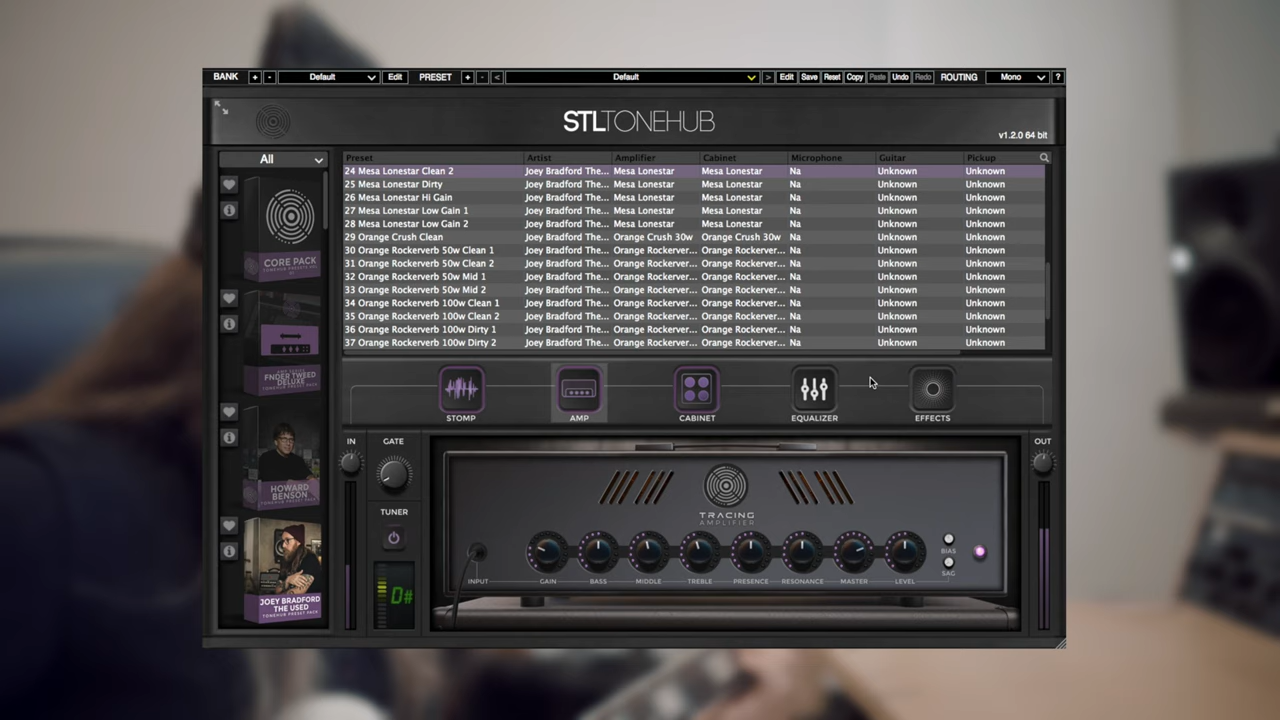 BANK + - Default Edit PRESET + - < Default > Edit Save Reset Copy Paste Undo Redo ROUTING Mono ?
STLTONEHUB
v1.2.0 64 bit
All
Preset Artist Amplifier Cabinet Microphone Guitar Pickup
24 Mesa Lonestar Clean 2 Joey Bradford The... Mesa Lonestar Mesa Lonestar Na Unknown Unknown
25 Mesa Lonestar Dirty Joey Bradford The... Mesa Lonestar Mesa Lonestar Na Unknown Unknown
26 Mesa Lonestar Hi Gain Joey Bradford The... Mesa Lonestar Mesa Lonestar Na Unknown Unknown
27 Mesa Lonestar Low Gain 1 Joey Bradford The... Mesa Lonestar Mesa Lonestar Na Unknown Unknown
28 Mesa Lonestar Low Gain 2 Joey Bradford The... Mesa Lonestar Mesa Lonestar Na Unknown Unknown
29 Orange Crush Clean Joey Bradford The... Orange Crush 30w Orange Crush 30w Na Unknown Unknown
30 Orange Rockerverb 50w Clean 1 Joey Bradford The... Orange Rockerver... Orange Rockerver... Na Unknown Unknown
31 Orange Rockerverb 50w Clean 2 Joey Bradford The... Orange Rockerver... Orange Rockerver... Na Unknown Unknown
32 Orange Rockerverb 50w Mid 1 Joey Bradford The... Orange Rockerver... Orange Rockerver... Na Unknown Unknown
33 Orange Rockerverb 50w Mid 2 Joey Bradford The... Orange Rockerver... Orange Rockerver... Na Unknown Unknown
34 Orange Rockerverb 100w Clean 1 Joey Bradford The... Orange Rockerver... Orange Rockerver... Na Unknown Unknown
35 Orange Rockerverb 100w Clean 2 Joey Bradford The... Orange Rockerver... Orange Rockerver... Na Unknown Unknown
36 Orange Rockerverb 100w Dirty 1 Joey Bradford The... Orange Rockerver... Orange Rockerver... Na Unknown Unknown
37 Orange Rockerverb 100w Dirty 2 Joey Bradford The... Orange Rockerver... Orange Rockerver... Na Unknown Unknown
CORE PACK
FNDER TWEED
DELUXE
TONEHUB PRESET PACK
HOWARD
BENSON
TONEHUB PRESET PACK
JOEY BRADFORD
THE USED
TONEHUB PRESET PACK
STOMP AMP CABINET EQUALIZER EFFECTS
IN GATE OUT
TUNER
D#
TRACING
AMPLIFIER
INPUT GAIN BASS MIDDLE TREBLE PRESENCE RESONANCE MASTER LEVEL
BIAS
SAG